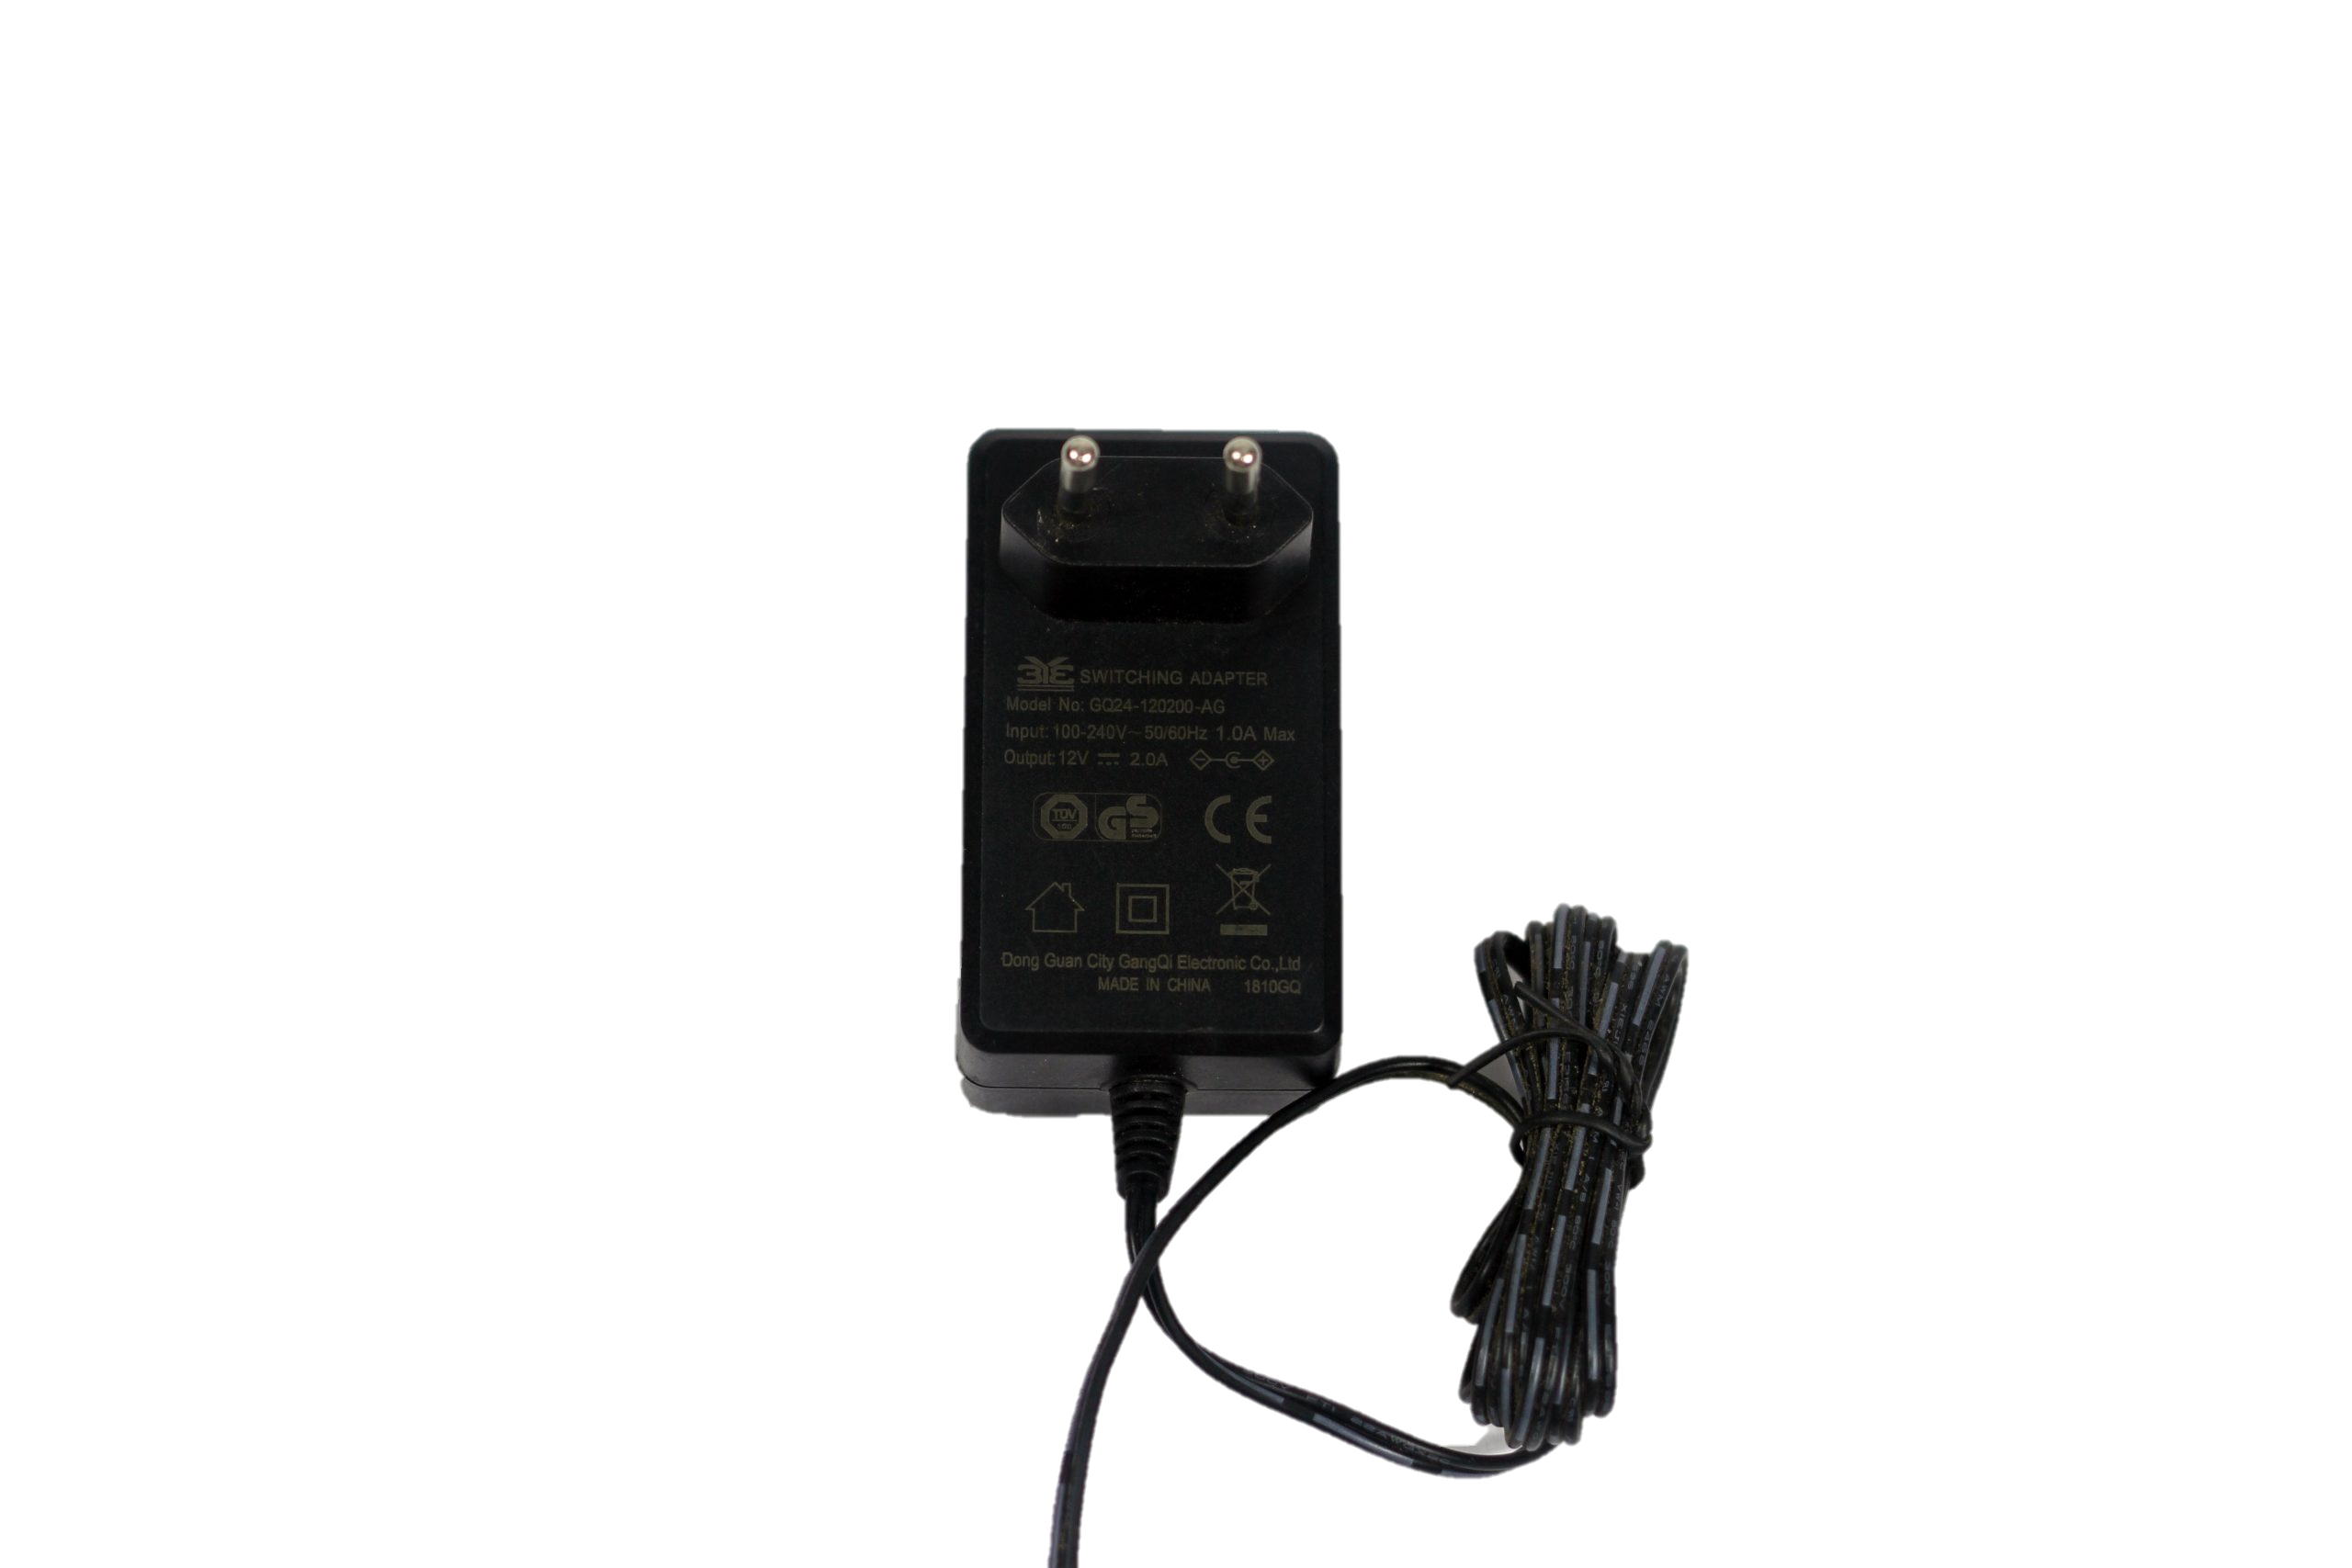 SWITCHING ADAPTER
Model No: GQ24-120200-AG
Input: 100-240V~50/60Hz 1.0A Max
Output: 12V ⎓ 2.0A
TÜV GS CE
Dong Guan City GangQi Electronic Co.,Ltd
MADE IN CHINA 1810GQ